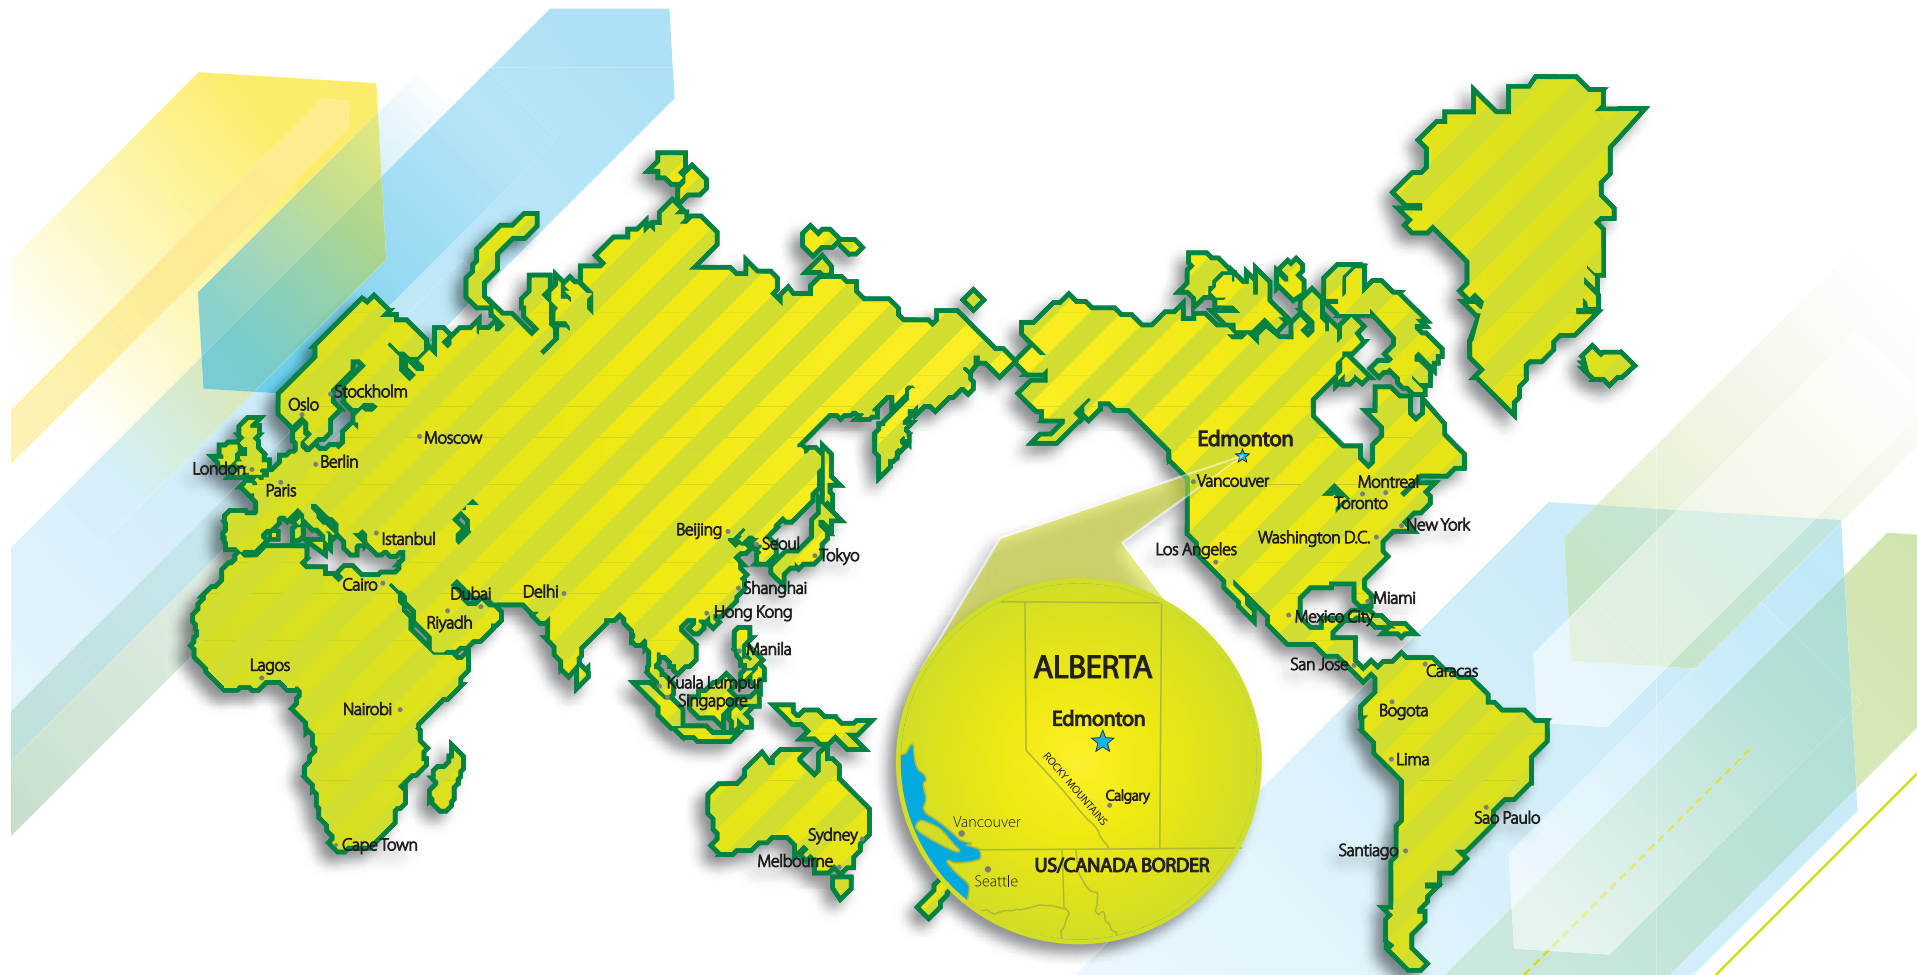 Stockholm
Oslo
Moscow
London
Berlin
Paris
Istanbul
Cairo
Dubai
Riyadh
Delhi
Beijing
Seoul
Tokyo
Shanghai
Hong Kong
Manila
Kuala Lumpur
Singapore
Lagos
Nairobi
Cape Town
Sydney
Melbourne
Edmonton
Vancouver
Montreal
Toronto
New York
Washington D.C.
Los Angeles
Miami
Mexico City
San Jose
Caracas
Bogota
Lima
Sao Paulo
Santiago
ALBERTA
Edmonton
ROCKY MOUNTAINS
Calgary
Vancouver
US/CANADA BORDER
Seattle